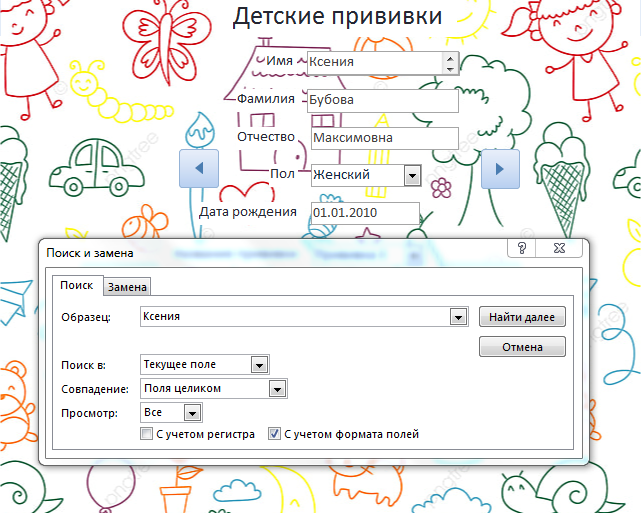 Детские прививки
Имя Ксения
Фамилия Бубова
Отчество Максимовна
Пол Женский
Дата рождения 01.01.2010
Поиск и замена
?
Поиск Замена
Образец: Ксения Найти далее
Отмена
Поиск в: Текущее поле
Совпадение: Поля целиком
Просмотр: Все
С учетом регистра С учетом формата полей